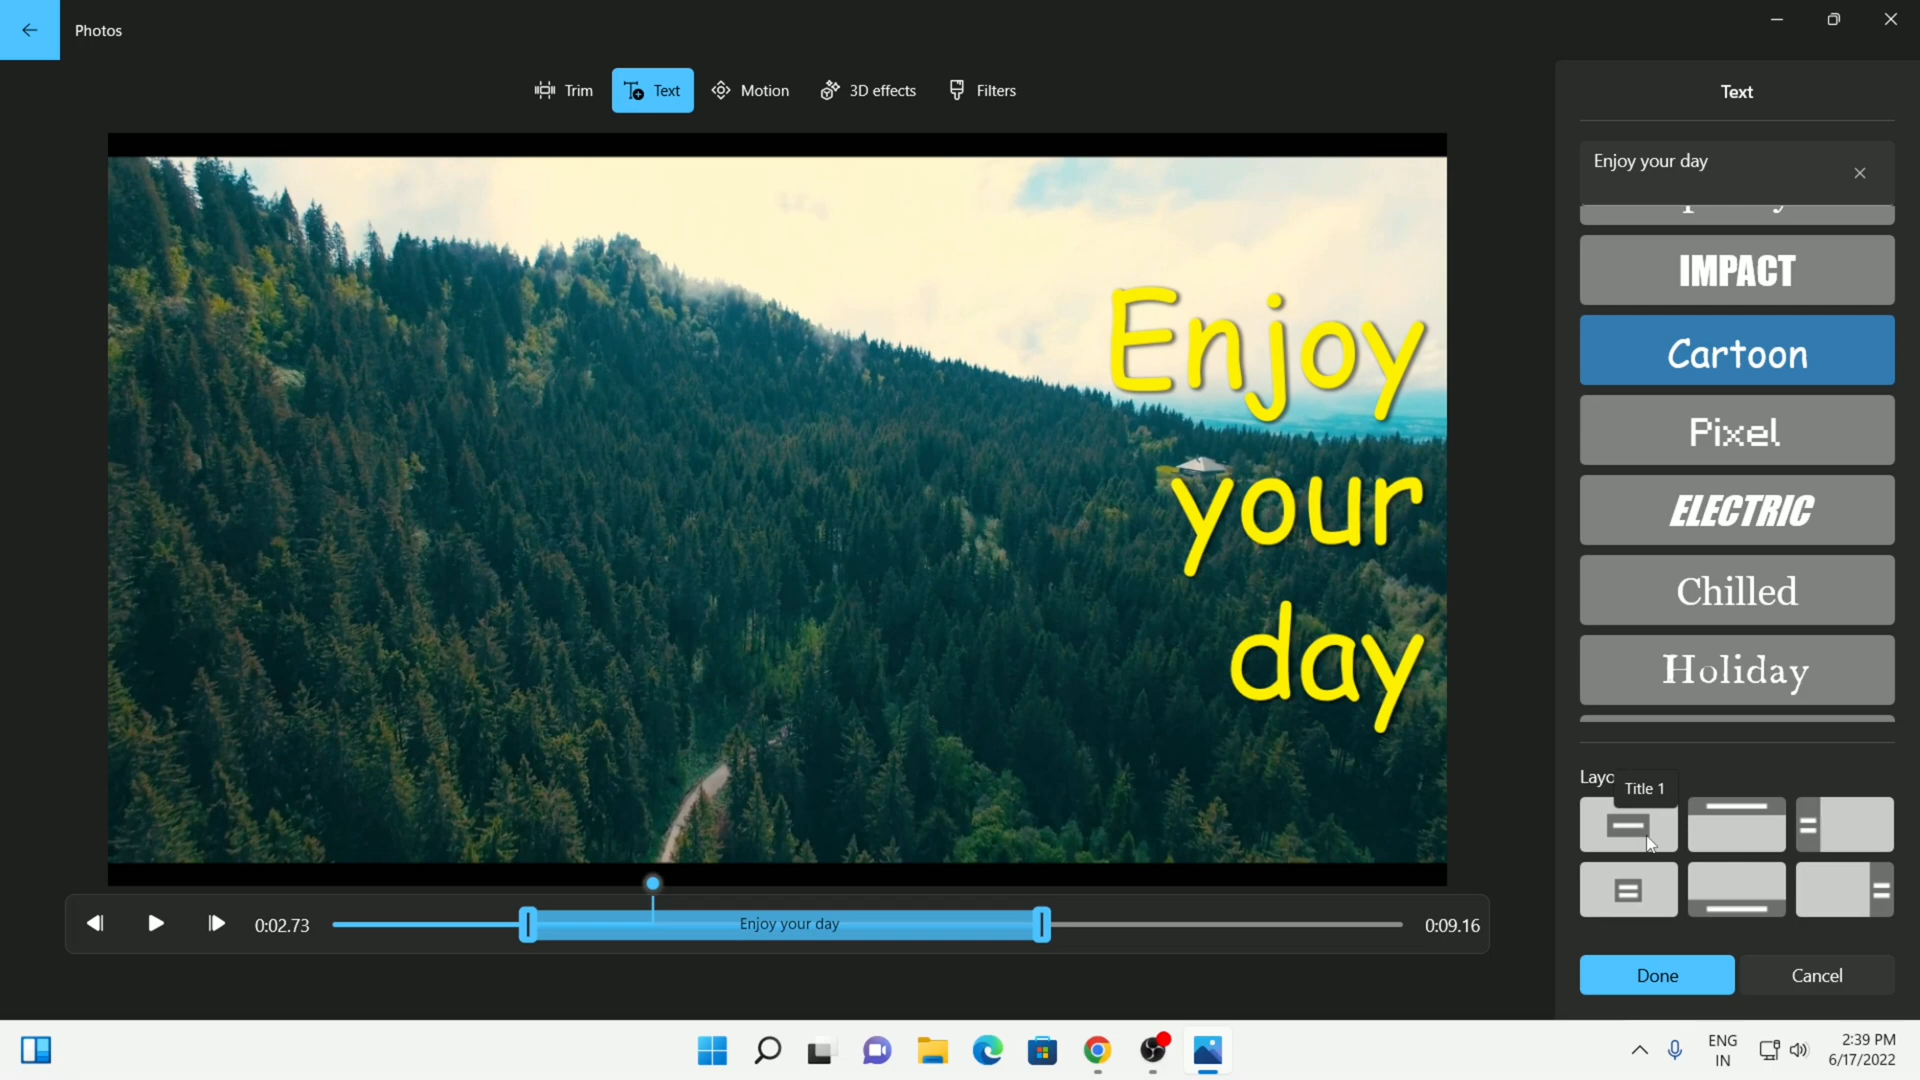 Photos
Trim
Text
Motion
3D effects
Filters
Enjoy
your
day
0:02.73
Enjoy your day
0:09.16
Text
Enjoy your day
IMPACT
Cartoon
Pixel
ELECTRIC
Chilled
Holiday
Layo
Title 1
Done
Cancel
ENG
IN
2:39 PM
6/17/2022